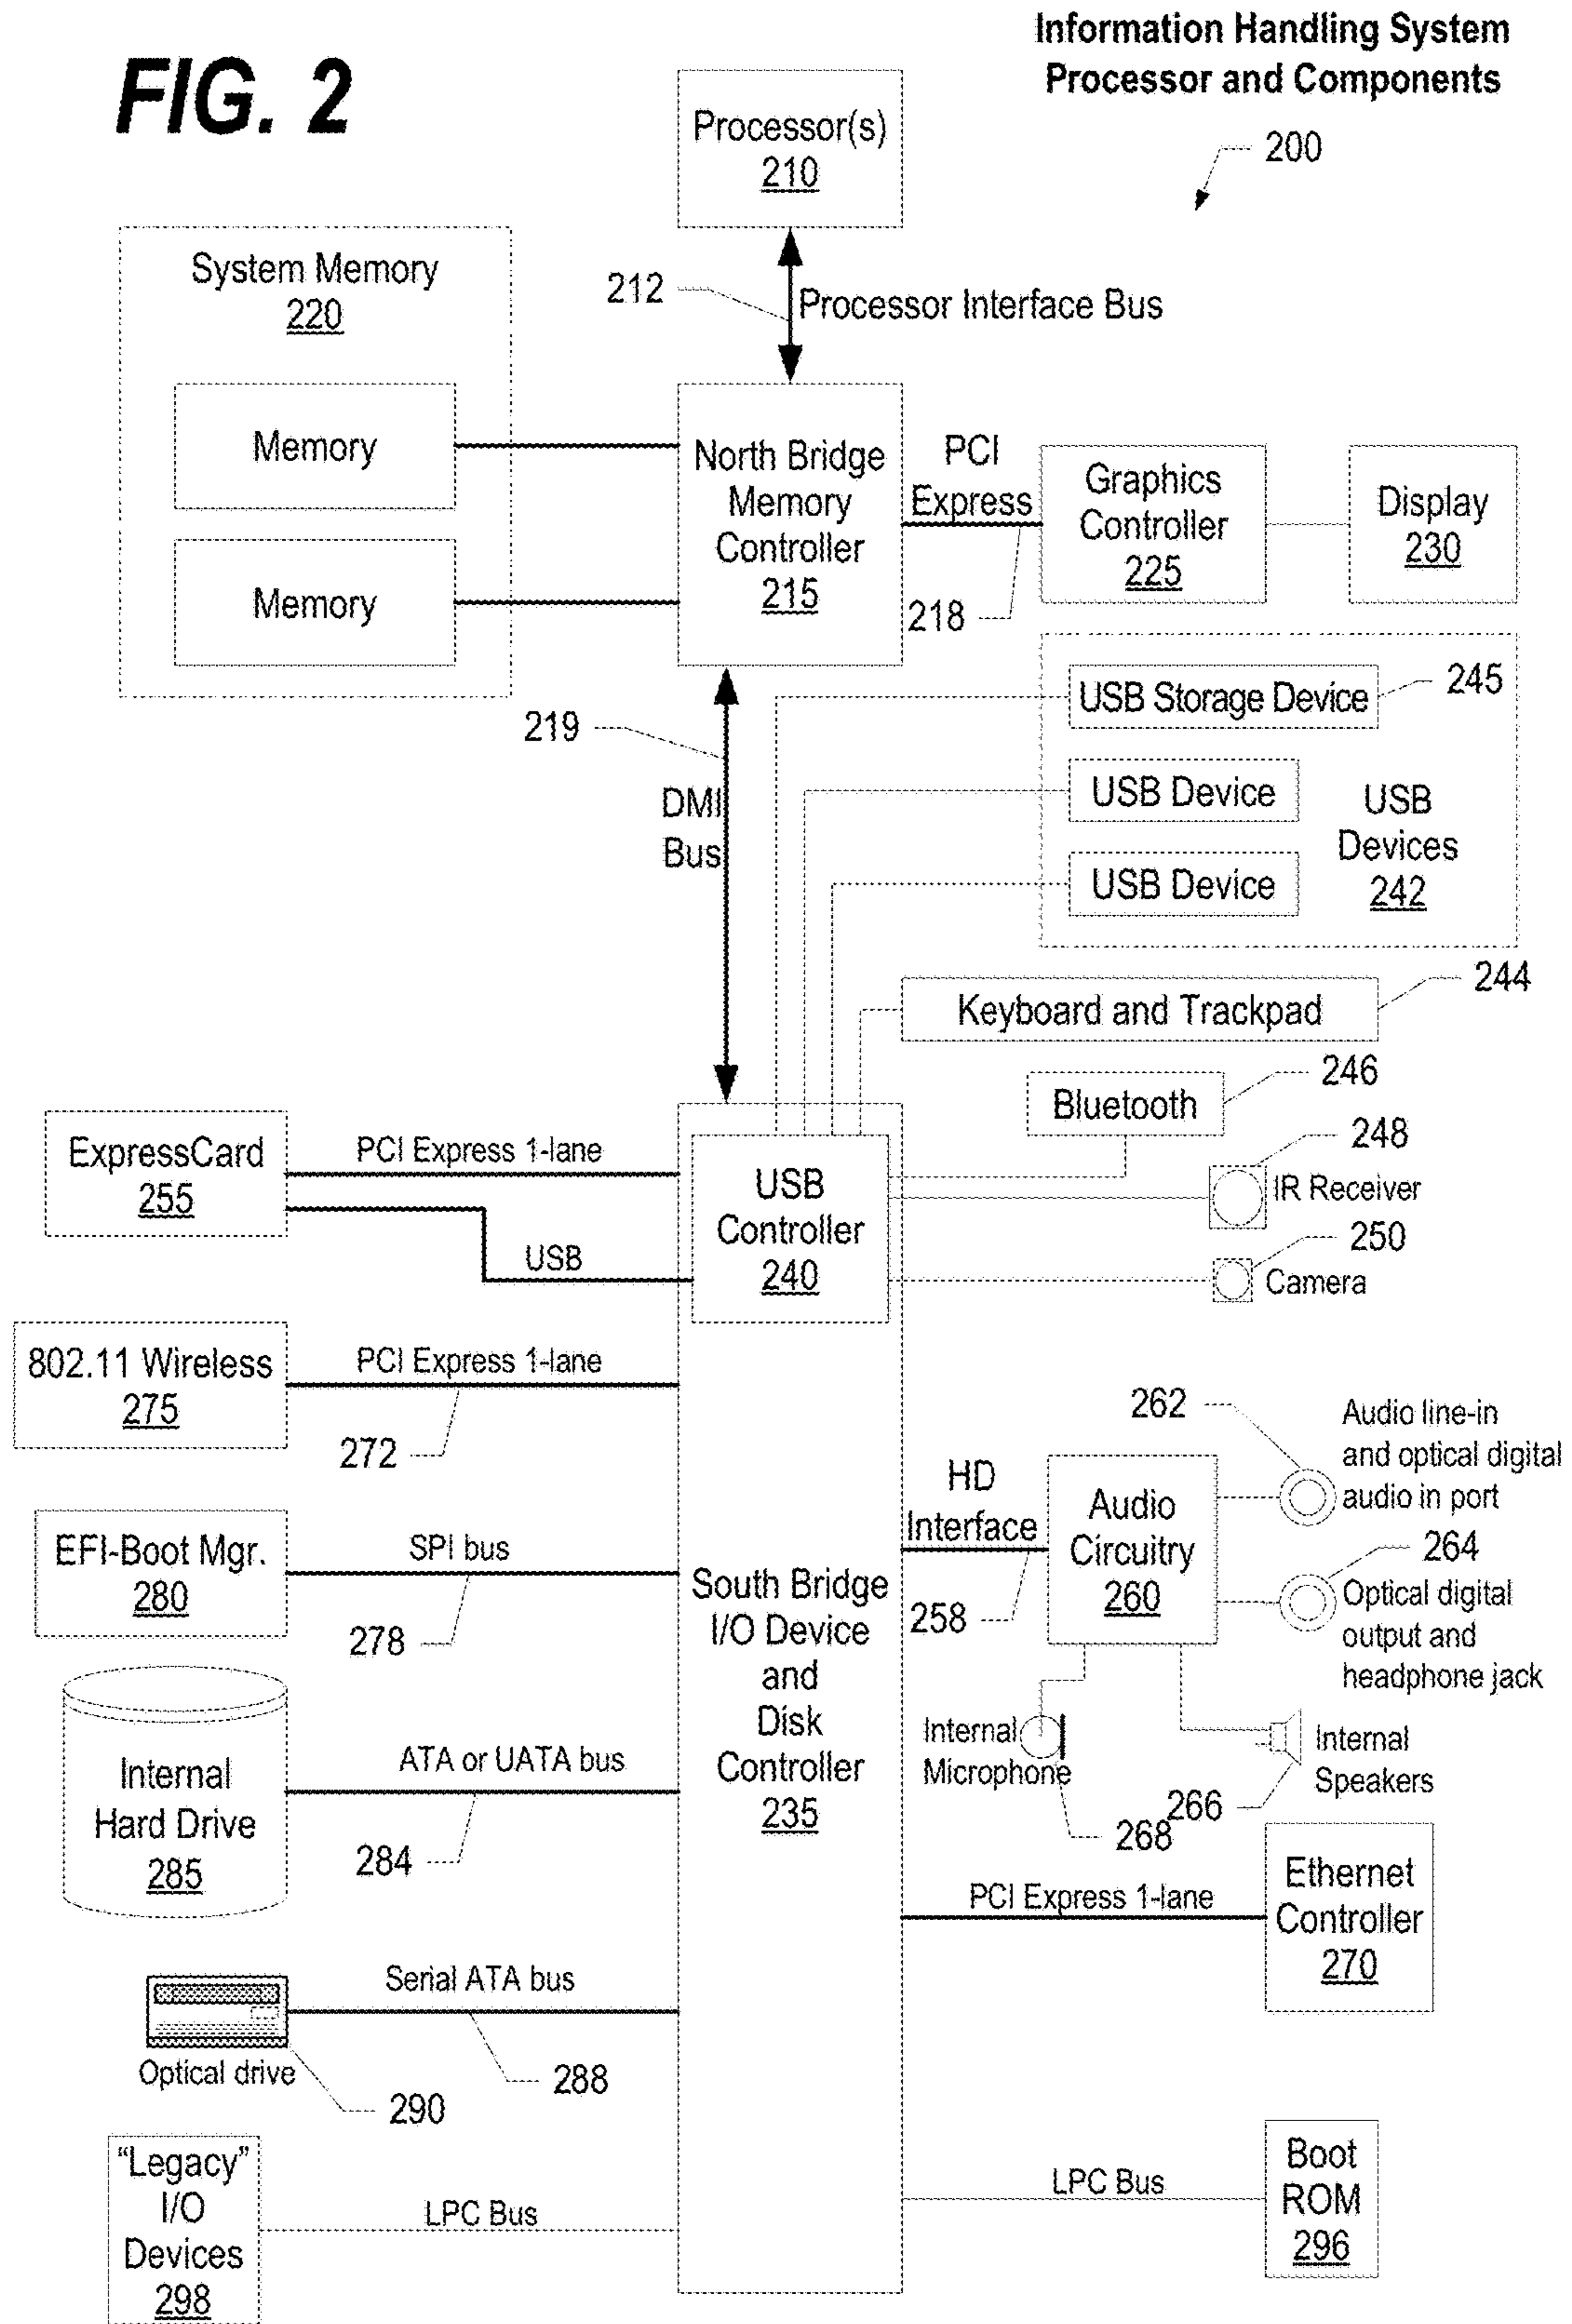 FIG. 2
Information Handling System
Processor and Components
200
Processor(s)
210
212
Processor Interface Bus
System Memory
220
Memory
Memory
North Bridge
Memory
Controller
215
PCI
Express
218
Graphics
Controller
225
Display
230
219
DMI
Bus
USB Storage Device
245
USB Device
USB Device
USB
Devices
242
Keyboard and Trackpad
244
Bluetooth
246
248
IR Receiver
250
Camera
ExpressCard
255
PCI Express 1-lane
USB
USB
Controller
240
802.11 Wireless
275
PCI Express 1-lane
272
EFI-Boot Mgr.
280
SPI bus
278
Internal
Hard Drive
285
ATA or UATA bus
284
South Bridge
I/O Device
and
Disk
Controller
235
HD
Interface
258
Audio
Circuitry
260
262
Audio line-in
and optical digital
audio in port
264
Optical digital
output and
headphone jack
Internal
Microphone
268
266
Internal
Speakers
PCI Express 1-lane
Ethernet
Controller
270
Optical drive
290
Serial ATA bus
288
“Legacy”
I/O
Devices
298
LPC Bus
LPC Bus
Boot
ROM
296